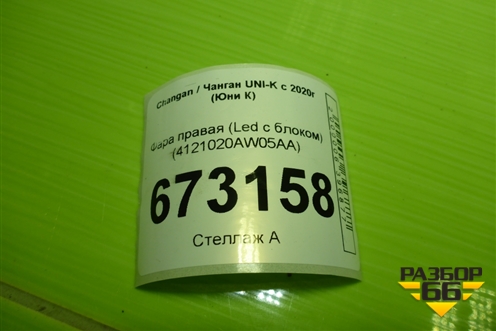 Changan / Чанган UNI-K с 2020г
(Юни К)
Фара правая (Led с блоком)
(4121020AW05AA)
673158
Стеллаж А
РАЗБОР
66